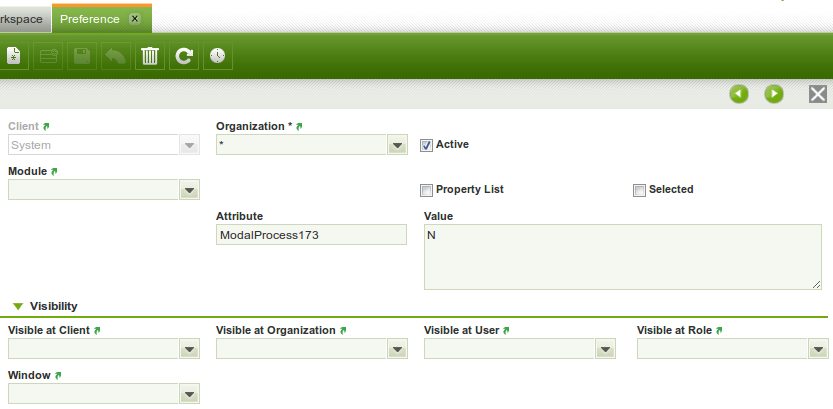 rkspace Preference x
Client Organization *
System * Active
Module
Property List Selected
Attribute Value
ModalProcess173 N
Visibility
Visible at Client Visible at Organization Visible at User Visible at Role
Window